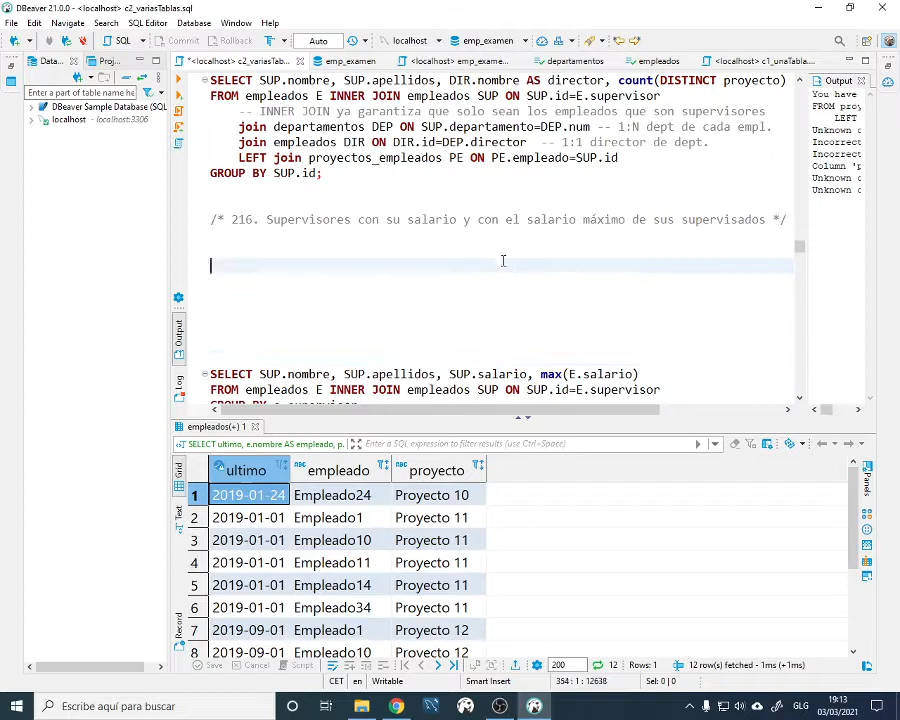 DBeaver 21.0.0 - <localhost> c2_variasTablas.sql
File Edit Navigate Search SQL Editor Database Window Help
SQL Commit Rollback Auto localhost emp_examen
Data... Proj... *<localhost> c2_variasTablas... emp_examen <localhost> emp_exame... departamentos empleados <localhost> c1_unaTabla....
Enter a part of table name he
DBeaver Sample Database (SQL
localhost:3306
SELECT SUP.nombre, SUP.apellidos, DIR.nombre AS director, count(DISTINCT proyecto)
FROM empleados E INNER JOIN empleados SUP ON SUP.id=E.supervisor
-- INNER JOIN ya garantiza que solo sean los empleados que son supervisores
join departamentos DEP ON SUP.departamento=DEP.num -- 1:N dept de cada empl.
join empleados DIR ON DIR.id=DEP.director -- 1:1 director de dept.
LEFT join proyectos_empleados PE ON PE.empleado=SUP.id
GROUP BY SUP.id;
/* 216. Supervisores con su salario y con el salario máximo de sus supervisados */
SELECT SUP.nombre, SUP.apellidos, SUP.salario, max(E.salario)
FROM empleados E INNER JOIN empleados SUP ON SUP.id=E.supervisor
Output
You have
FROM proy
LEFT
Unknown c
Incorrect
Incorrect
Column 'p
Unknown c
Unknown c
Output
Log
empleados(+) 1
SELECT ultimo, e.nombre AS empleado, p. Enter a SQL expression to filter results (use Ctrl+Space)
Grid
Text
Record
Panels
ultimo empleado proyecto
1 2019-01-24 Empleado24 Proyecto 10
2 2019-01-01 Empleado1 Proyecto 11
3 2019-01-01 Empleado10 Proyecto 11
4 2019-01-01 Empleado11 Proyecto 11
5 2019-01-01 Empleado14 Proyecto 11
6 2019-01-01 Empleado34 Proyecto 11
7 2019-09-01 Empleado1 Proyecto 12
8 2019-09-01 Empleado10 Proyecto 12
Save Cancel Script 200 12 Rows: 1 12 row(s) fetched - 1ms (+1ms)
CET en Writable Smart Insert 354 : 1 : 12638 Sel: 0 | 0
Escribe aquí para buscar
GLG
19:13
03/03/2021